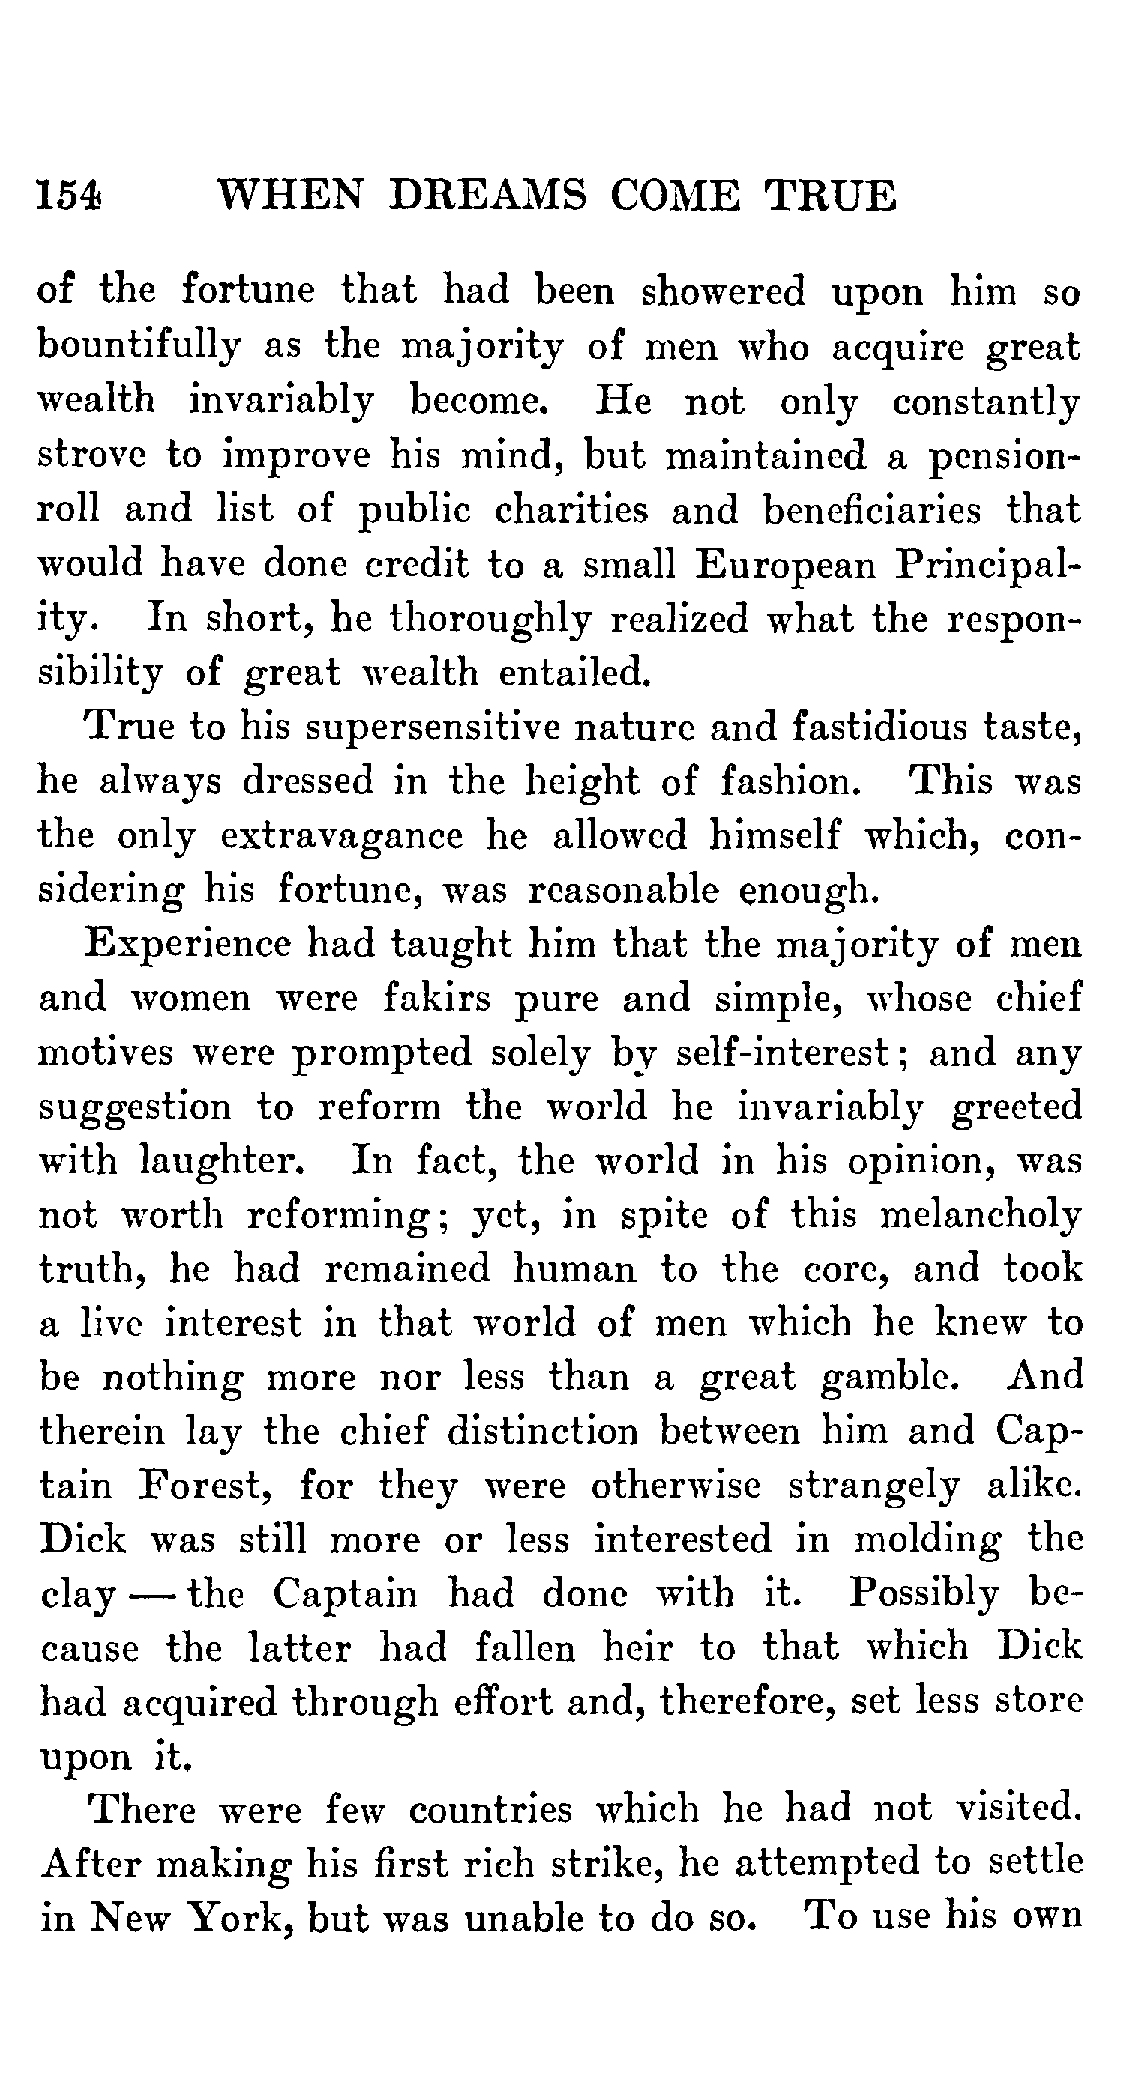 154 WHEN DREAMS COME TRUE
of the fortune that had been showered upon him so
bountifully as the majority of men who acquire great
wealth invariably become. He not only constantly
strove to improve his mind, but maintained a pension-
roll and list of public charities and beneficiaries that
would have done credit to a small European Principal-
ity. In short, he thoroughly realized what the respon-
sibility of great wealth entailed.
True to his supersensitive nature and fastidious taste,
he always dressed in the height of fashion. This was
the only extravagance he allowed himself which, con-
sidering his fortune, was reasonable enough.
Experience had taught him that the majority of men
and women were fakirs pure and simple, whose chief
motives were prompted solely by self-interest; and any
suggestion to reform the world he invariably greeted
with laughter. In fact, the world in his opinion, was
not worth reforming; yet, in spite of this melancholy
truth, he had remained human to the core, and took
a live interest in that world of men which he knew to
be nothing more nor less than a great gamble. And
therein lay the chief distinction between him and Cap-
tain Forest, for they were otherwise strangely alike.
Dick was still more or less interested in molding the
clay — the Captain had done with it. Possibly be-
cause the latter had fallen heir to that which Dick
had acquired through effort and, therefore, set less store
upon it.
There were few countries which he had not visited.
After making his first rich strike, he attempted to settle
in New York, but was unable to do so. To use his own